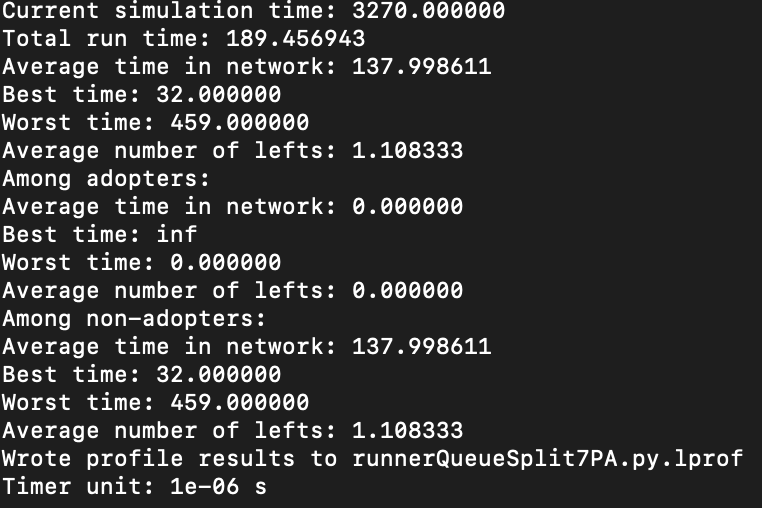 Current simulation time: 3270.000000
Total run time: 189.456943
Average time in network: 137.998611
Best time: 32.000000
Worst time: 459.000000
Average number of lefts: 1.108333
Among adopters:
Average time in network: 0.000000
Best time: inf
Worst time: 0.000000
Average number of lefts: 0.000000
Among non-adopters:
Average time in network: 137.998611
Best time: 32.000000
Worst time: 459.000000
Average number of lefts: 1.108333
Wrote profile results to runnerQueueSplit7PA.py.lprof
Timer unit: 1e-06 s